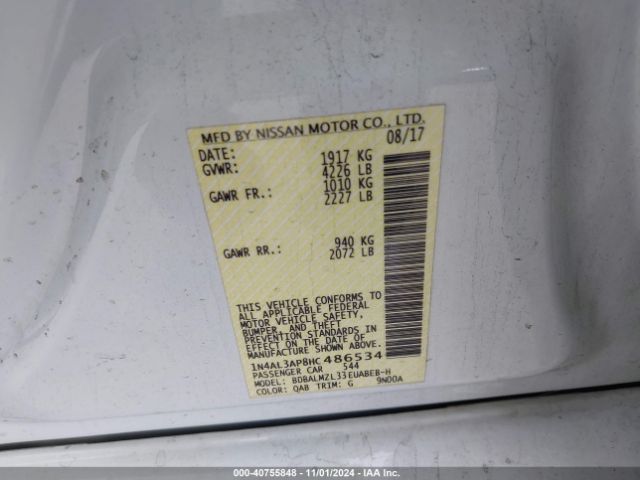 MFD BY NISSAN MOTOR CO., LTD.
DATE: 08/17
GVWR: 1917 KG
4226 LB
GAWR FR.: 1010 KG
2227 LB
GAWR RR.: 940 KG
2072 LB
THIS VEHICLE CONFORMS TO
ALL APPLICABLE FEDERAL
MOTOR VEHICLE SAFETY,
BUMPER, AND THEFT
PREVENTION STANDARDS IN
EFFECT ON THE DATE OF
MANUFACTURE SHOWN ABOVE.
1N4AL3AP8HC 486534
PASSENGER CAR 544
MODEL: BDBALMZL33EUABEB-H
COLOR: QAB TRIM: G 9N00A
000-40755848 - 11/01/2024 - IAA Inc.